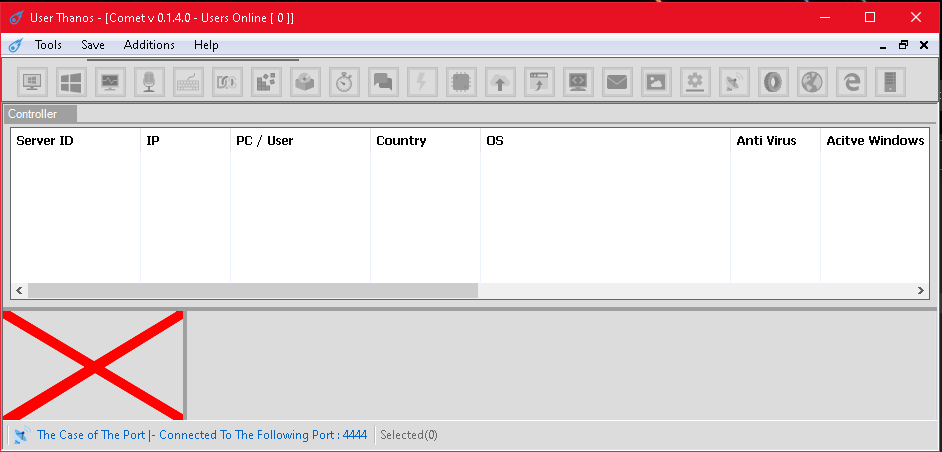 User Thanos - [Comet v 0.1.4.0 - Users Online [ 0 ]]
Tools Save Additions Help
Controller
Server ID IP PC / User Country OS Anti Virus Acitve Windows
The Case of The Port |- Connected To The Following Port : 4444 Selected(0)